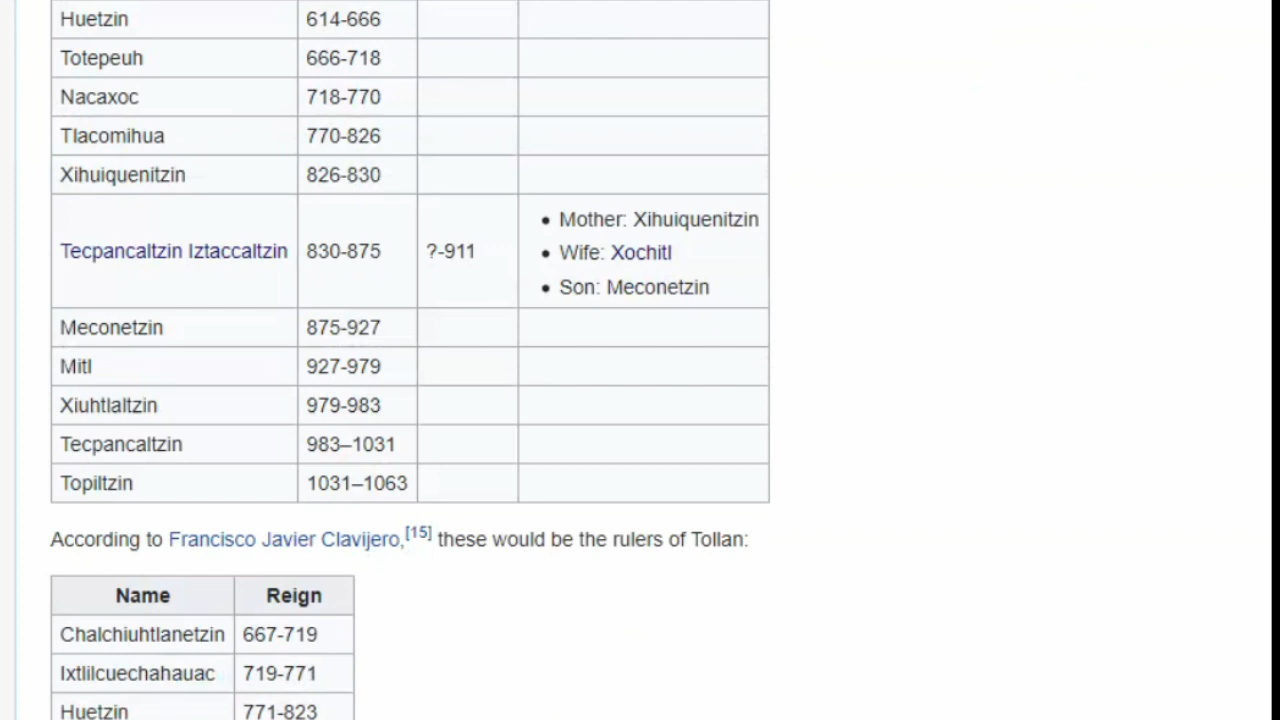 Huetzin 614-666
Totepeuh 666-718
Nacaxoc 718-770
Tlacomihua 770-826
Xihuiquenitzin 826-830
Tecpancaltzin Iztaccaltzin 830-875 ?-911
• Mother: Xihuiquenitzin
• Wife: Xochitl
• Son: Meconetzin
Meconetzin 875-927
Mitl 927-979
Xiuhtlaltzin 979-983
Tecpancaltzin 983–1031
Topiltzin 1031–1063
According to Francisco Javier Clavijero,[15] these would be the rulers of Tollan:
Name Reign
Chalchiuhtlanetzin 667-719
Ixtlilcuechahauac 719-771
Huetzin 771-823